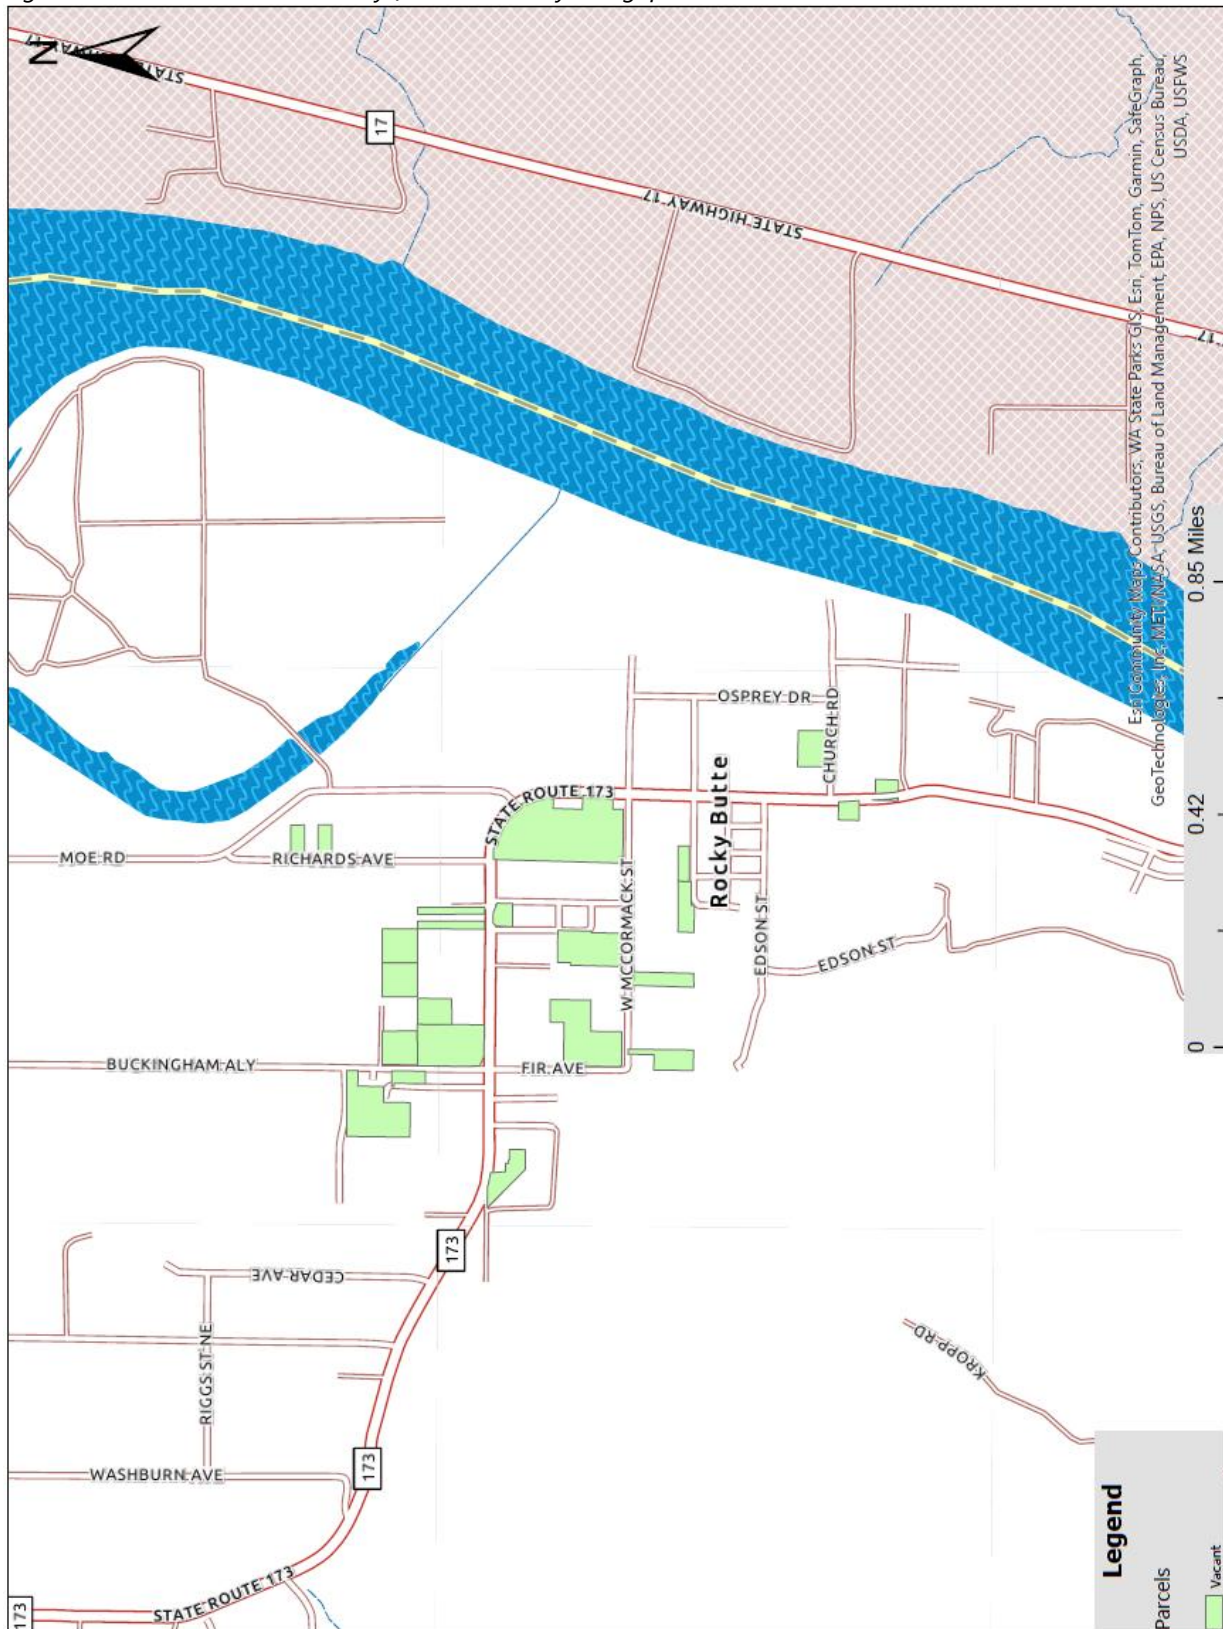 N
STATE
17
STATE HIGHWAY 17
17
MOE RD
RICHARDS AVE
STATE ROUTE 173
OSPREY DR
CHURCH RD
Rocky Butte
W MCCORMACK ST
EDSON ST
EDSON ST
BUCKINGHAM ALY
FIR AVE
173
CEDAR AVE
RIGGS ST NE
WASHBURN AVE
173
STATE ROUTE 173
173
KROPP RD
Esri Community Maps Contributors, WA State Parks GIS, Esri, TomTom, Garmin, SafeGraph,
GeoTechnologies, Inc, METI/NASA, USGS, Bureau of Land Management, EPA, NPS, US Census Bureau,
USDA, USFWS
0 0.42 0.85 Miles
Legend
Parcels
Vacant